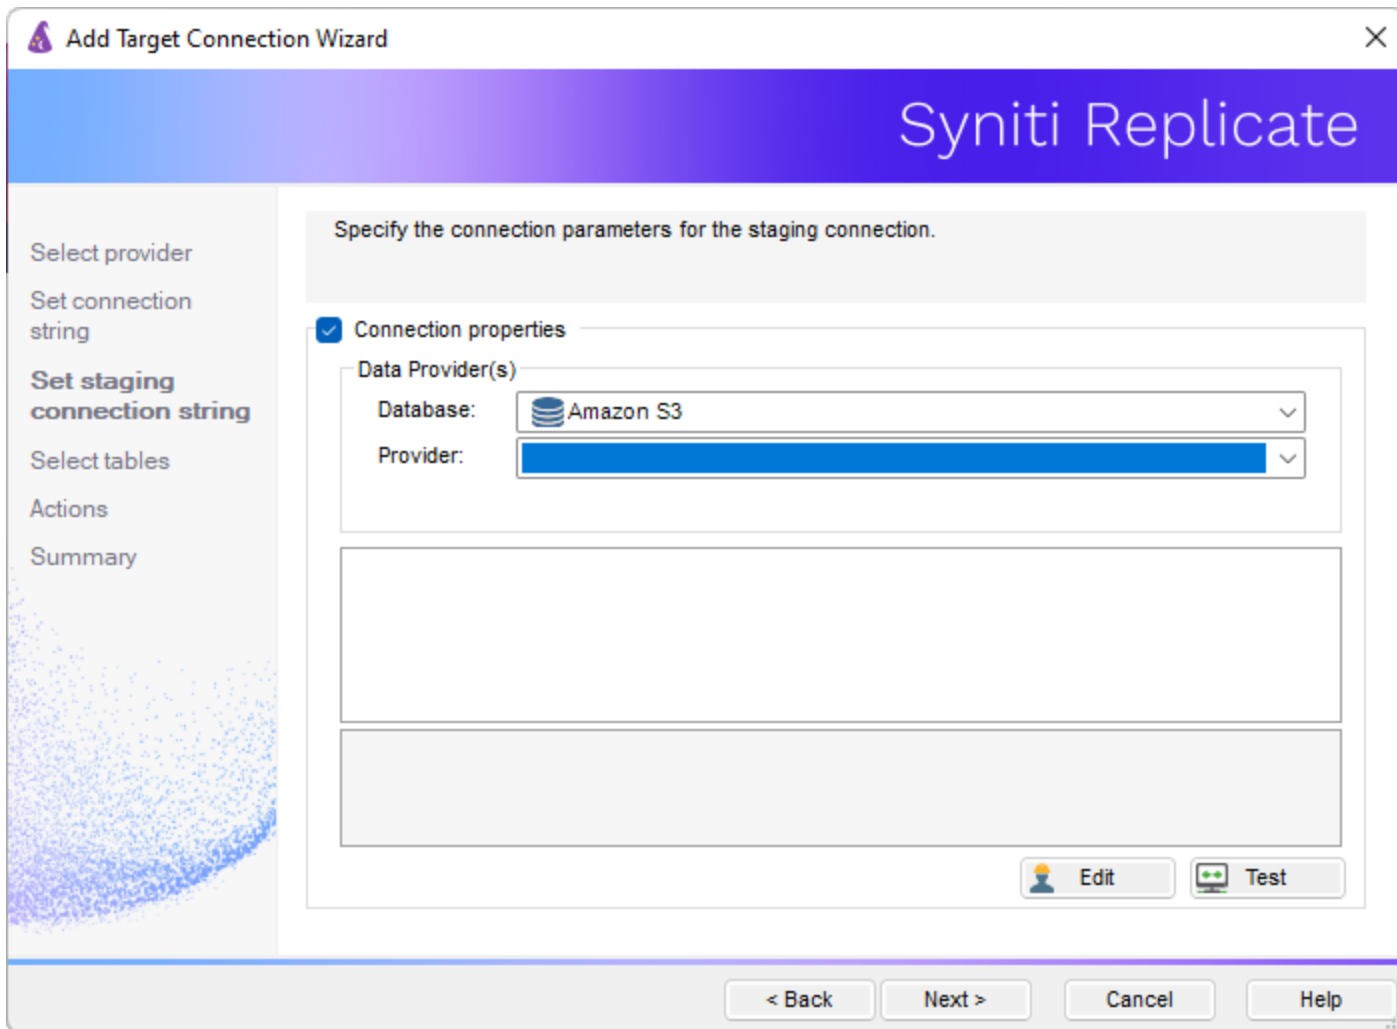 Add Target Connection Wizard
Syniti Replicate
Select provider
Set connection
string
Set staging
connection string
Select tables
Actions
Summary
Specify the connection parameters for the staging connection.
Connection properties
Data Provider(s)
Database:
Amazon S3
Provider:
Edit
Test
< Back
Next >
Cancel
Help